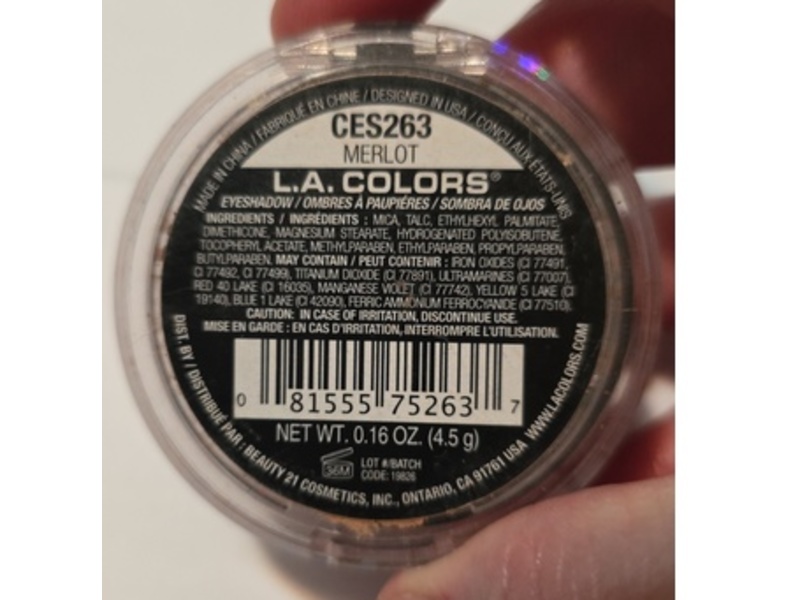 MADE IN CHINA / FABRIQUÉ EN CHINE / DESIGNED IN USA / CONÇU AUX ÉTATS-UNIS
CES263
MERLOT
L.A. COLORS®
EYESHADOW / OMBRES À PAUPIÉRES / SOMBRA DE OJOS
INGREDIENTS / INGRÉDIENTS : MICA, TALC, ETHYLHEXYL PALMITATE,
DIMETHICONE, MAGNESIUM STEARATE, HYDROGENATED POLYISOBUTENE,
TOCOPHERYL ACETATE, METHYLPARABEN, ETHYLPARABEN, PROPYLPARABEN,
BUTYLPARABEN. MAY CONTAIN / PEUT CONTENIR : IRON OXIDES (CI 77491,
CI 77492, CI 77499), TITANIUM DIOXIDE (CI 77891), ULTRAMARINES (CI 77007),
RED 40 LAKE (CI 16035), MANGANESE VIOLET (CI 77742), YELLOW 5 LAKE (CI
19140), BLUE 1 LAKE (CI 42090), FERRIC AMMONIUM FERROCYANIDE (CI 77510).
CAUTION: IN CASE OF IRRITATION, DISCONTINUE USE.
MISE EN GARDE : EN CAS D'IRRITATION, INTERROMPRE L'UTILISATION.
0 81555 75263 7
NET WT. 0.16 OZ. (4.5 g)
36M
LOT #/BATCH
CODE: 19826
DIST. BY / DISTRIBUÉ PAR : BEAUTY 21 COSMETICS, INC., ONTARIO, CA 91761 USA WWW.LACOLORS.COM